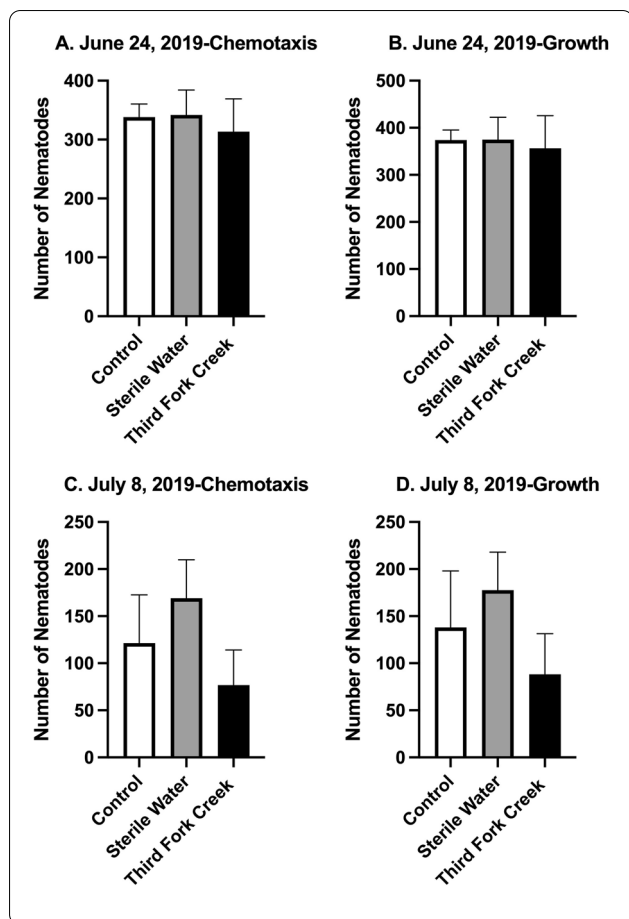 A. June 24, 2019-Chemotaxis
Number of Nematodes
400
300
200
100
0
Control
Sterile Water
Third Fork Creek
B. June 24, 2019-Growth
Number of Nematodes
500
400
300
200
100
0
Control
Sterile Water
Third Fork Creek
C. July 8, 2019-Chemotaxis
Number of Nematodes
250
200
150
100
50
0
Control
Sterile Water
Third Fork Creek
D. July 8, 2019-Growth
Number of Nematodes
250
200
150
100
50
0
Control
Sterile Water
Third Fork Creek